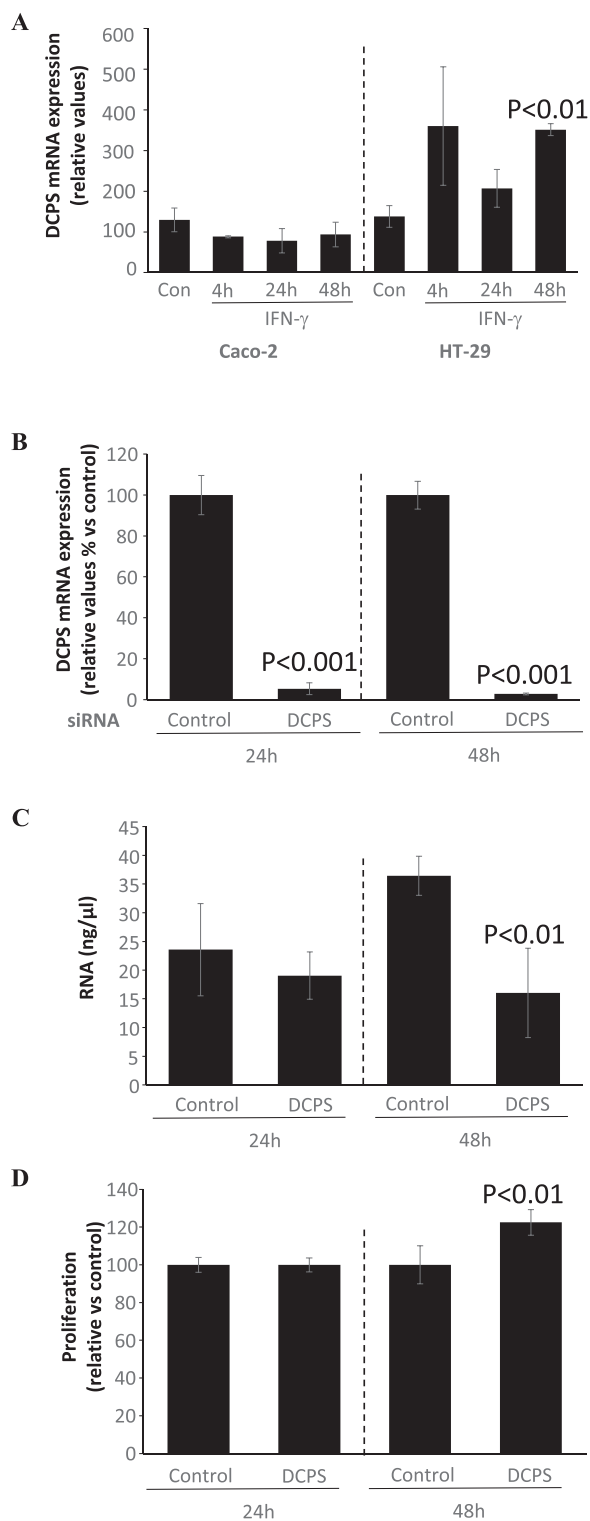 A
DCPS mRNA expression
(relative values)
600
500
400
300
200
100
0
P<0.01
Con 4h 24h 48h Con 4h 24h 48h
IFN-γ IFN-γ
Caco-2 HT-29
B
DCPS mRNA expression
(relative values % vs control)
120
100
80
60
40
20
0
P<0.001 P<0.001
siRNA Control DCPS Control DCPS
24h 48h
C
RNA (ng/µl)
45
40
35
30
25
20
15
10
5
0
P<0.01
Control DCPS Control DCPS
24h 48h
D
Proliferation
(relative vs control)
140
120
100
80
60
40
20
0
P<0.01
Control DCPS Control DCPS
24h 48h